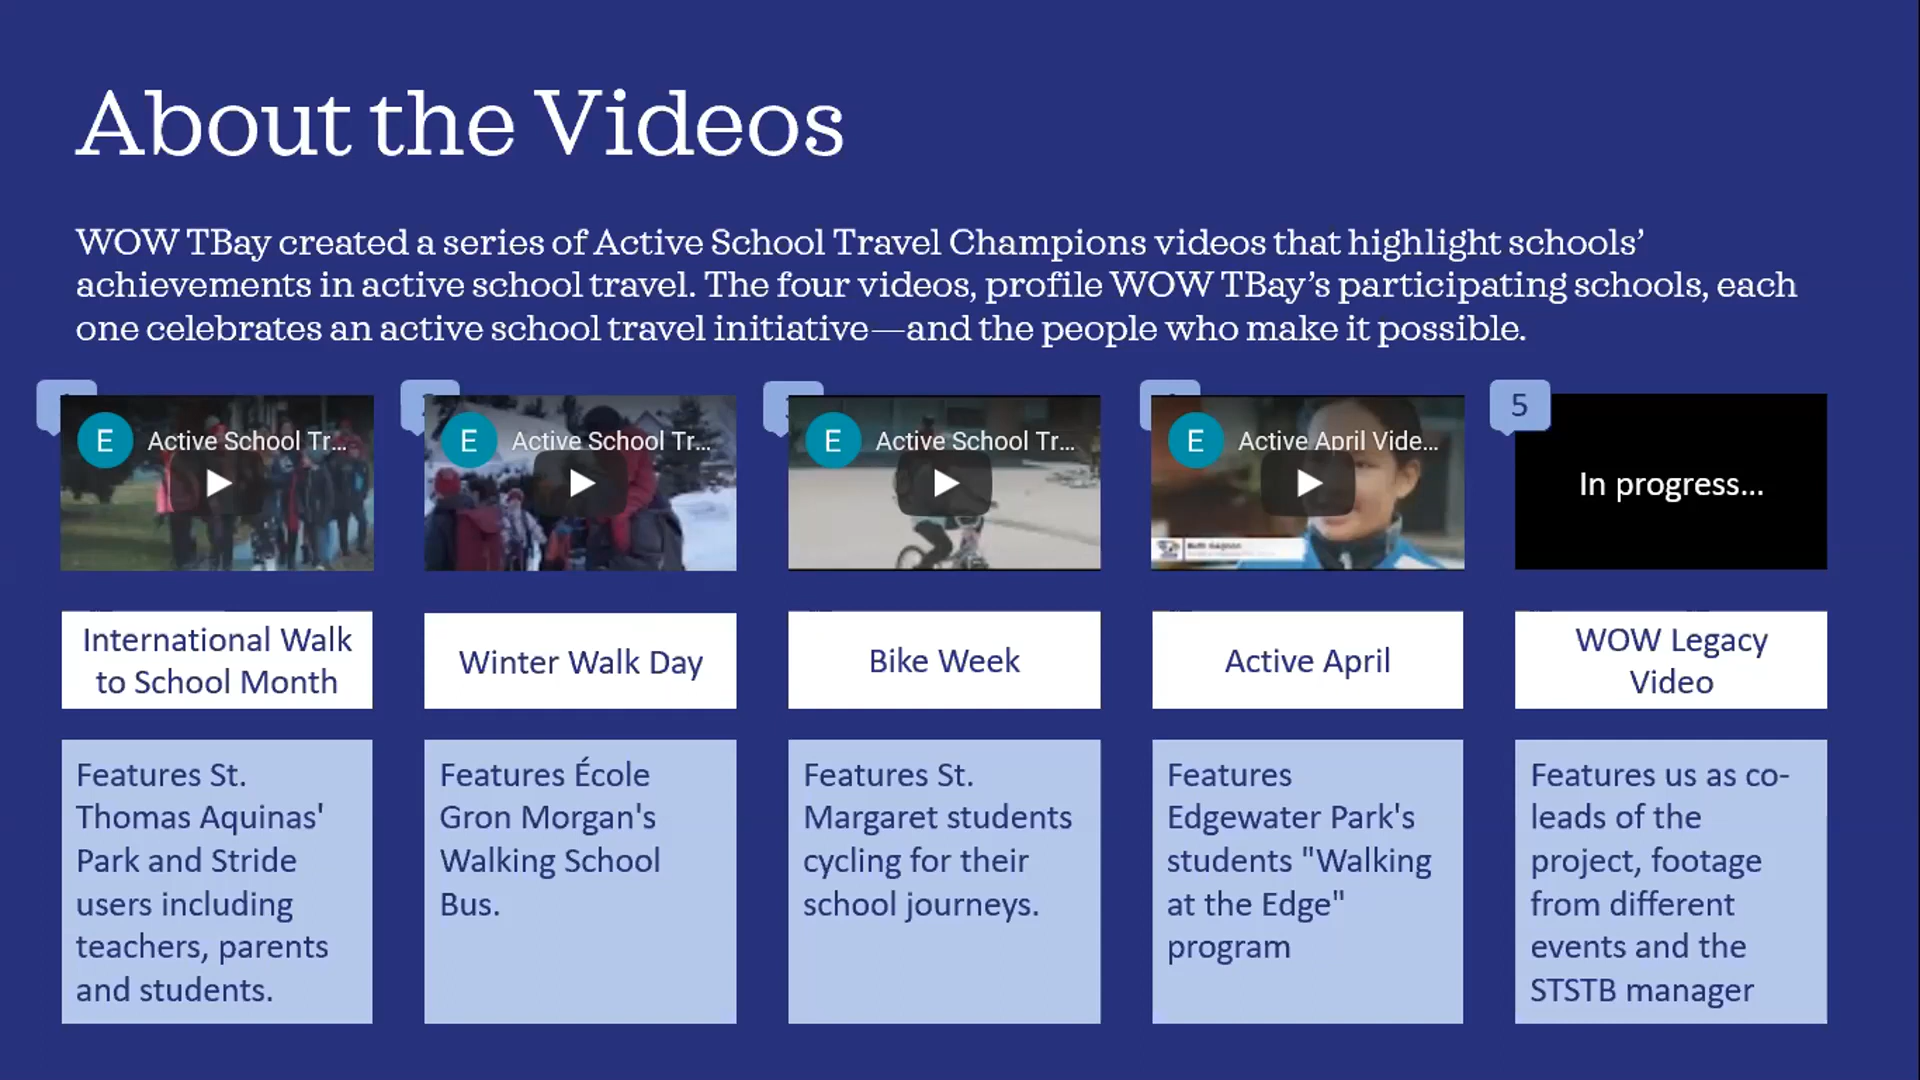 About the Videos
WOW TBay created a series of Active School Travel Champions videos that highlight schools’
achievements in active school travel. The four videos, profile WOW TBay’s participating schools, each
one celebrates an active school travel initiative—and the people who make it possible.
E Active School Tr...
E Active School Tr...
E Active School Tr...
E Active April Vide...
5
In progress...
International Walk
to School Month
Winter Walk Day
Bike Week
Active April
WOW Legacy
Video
Features St.
Thomas Aquinas'
Park and Stride
users including
teachers, parents
and students.
Features École
Gron Morgan's
Walking School
Bus.
Features St.
Margaret students
cycling for their
school journeys.
Features
Edgewater Park's
students "Walking
at the Edge"
program
Features us as co-
leads of the
project, footage
from different
events and the
STSTB manager